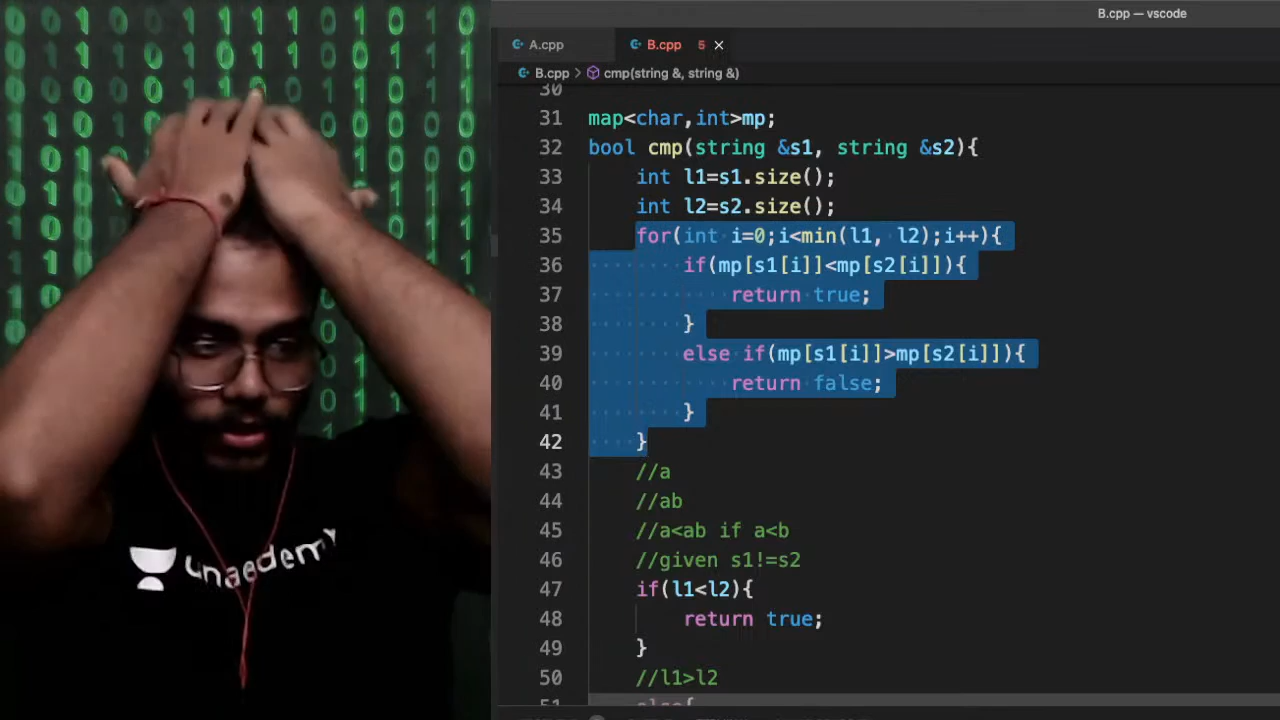 B.cpp — vscode
A.cpp
B.cpp 5
B.cpp > cmp(string &, string &)
30
31 map<char,int>mp;
32 bool cmp(string &s1, string &s2){
33 int l1=s1.size();
34 int l2=s2.size();
35 for(int i=0;i<min(l1, l2);i++){
36 if(mp[s1[i]]<mp[s2[i]]){
37 return true;
38 }
39 else if(mp[s1[i]]>mp[s2[i]]){
40 return false;
41 }
42 }
43 //a
44 //ab
45 //a<ab if a<b
46 //given s1!=s2
47 if(l1<l2){
48 return true;
49 }
50 //l1>l2
51 else{
unacademy